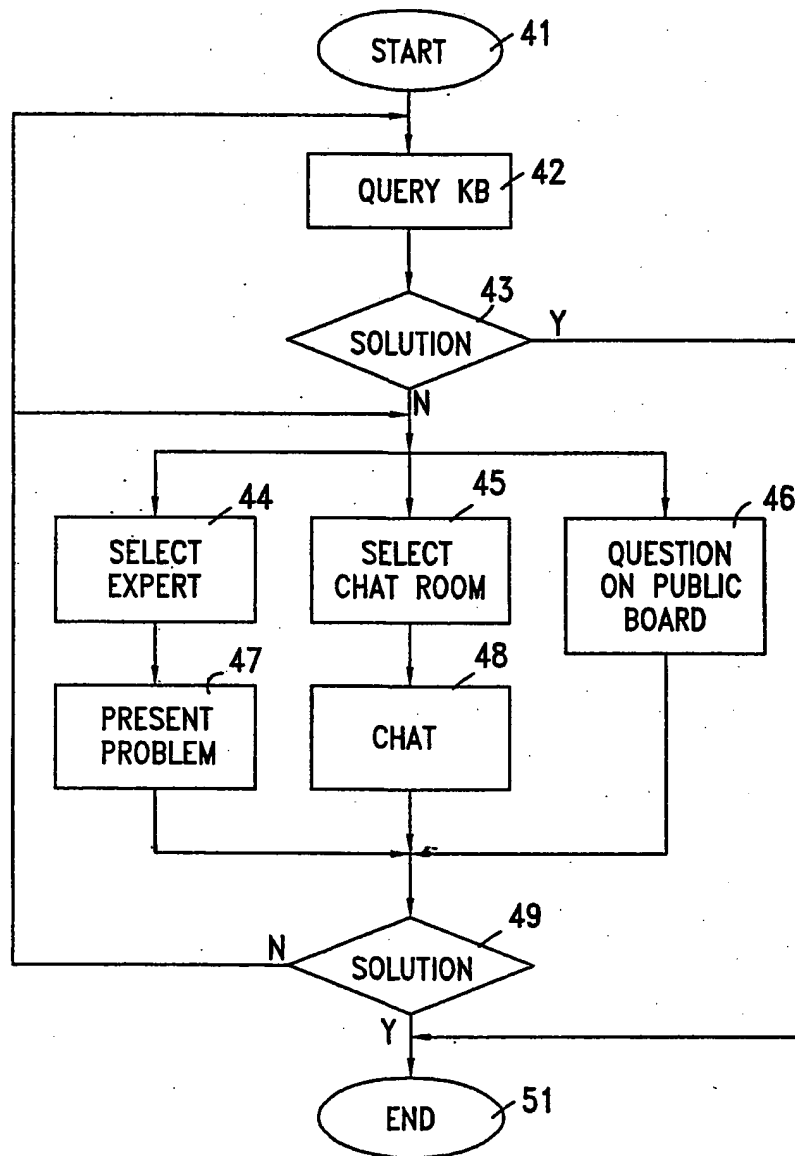 START
41
QUERY KB
42
43
SOLUTION
Y
N
44
SELECT
EXPERT
45
SELECT
CHAT ROOM
46
QUESTION
ON PUBLIC
BOARD
47
PRESENT
PROBLEM
48
CHAT
49
N
SOLUTION
Y
END
51